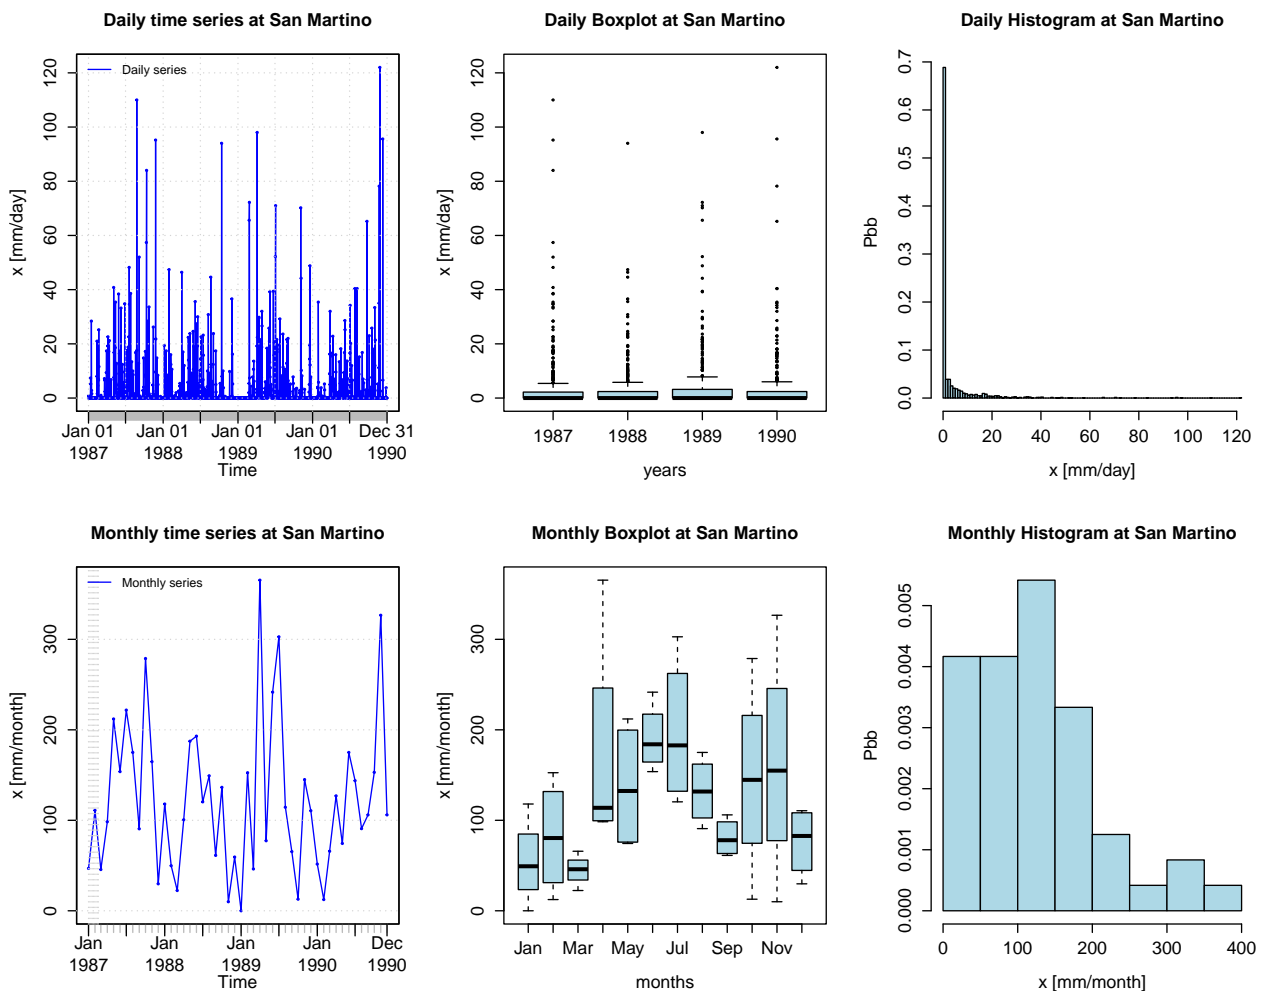 Daily time series at San Martino
Daily series
x [mm/day]
0
20
40
60
80
100
120
Jan 01 Jan 01 Jan 01 Jan 01 Dec 31
1987 1988 1989 1990 1990
Time
Daily Boxplot at San Martino
x [mm/day]
0
20
40
60
80
100
120
1987 1988 1989 1990
years
Daily Histogram at San Martino
Pbb
0.0
0.1
0.2
0.3
0.4
0.5
0.6
0.7
0 20 40 60 80 100 120
x [mm/day]
Monthly time series at San Martino
Monthly series
x [mm/month]
0
100
200
300
Jan Jan Jan Jan Dec
1987 1988 1989 1990 1990
Time
Monthly Boxplot at San Martino
x [mm/month]
0
100
200
300
Jan Mar May Jul Sep Nov
months
Monthly Histogram at San Martino
Pbb
0.000
0.001
0.002
0.003
0.004
0.005
0 100 200 300 400
x [mm/month]